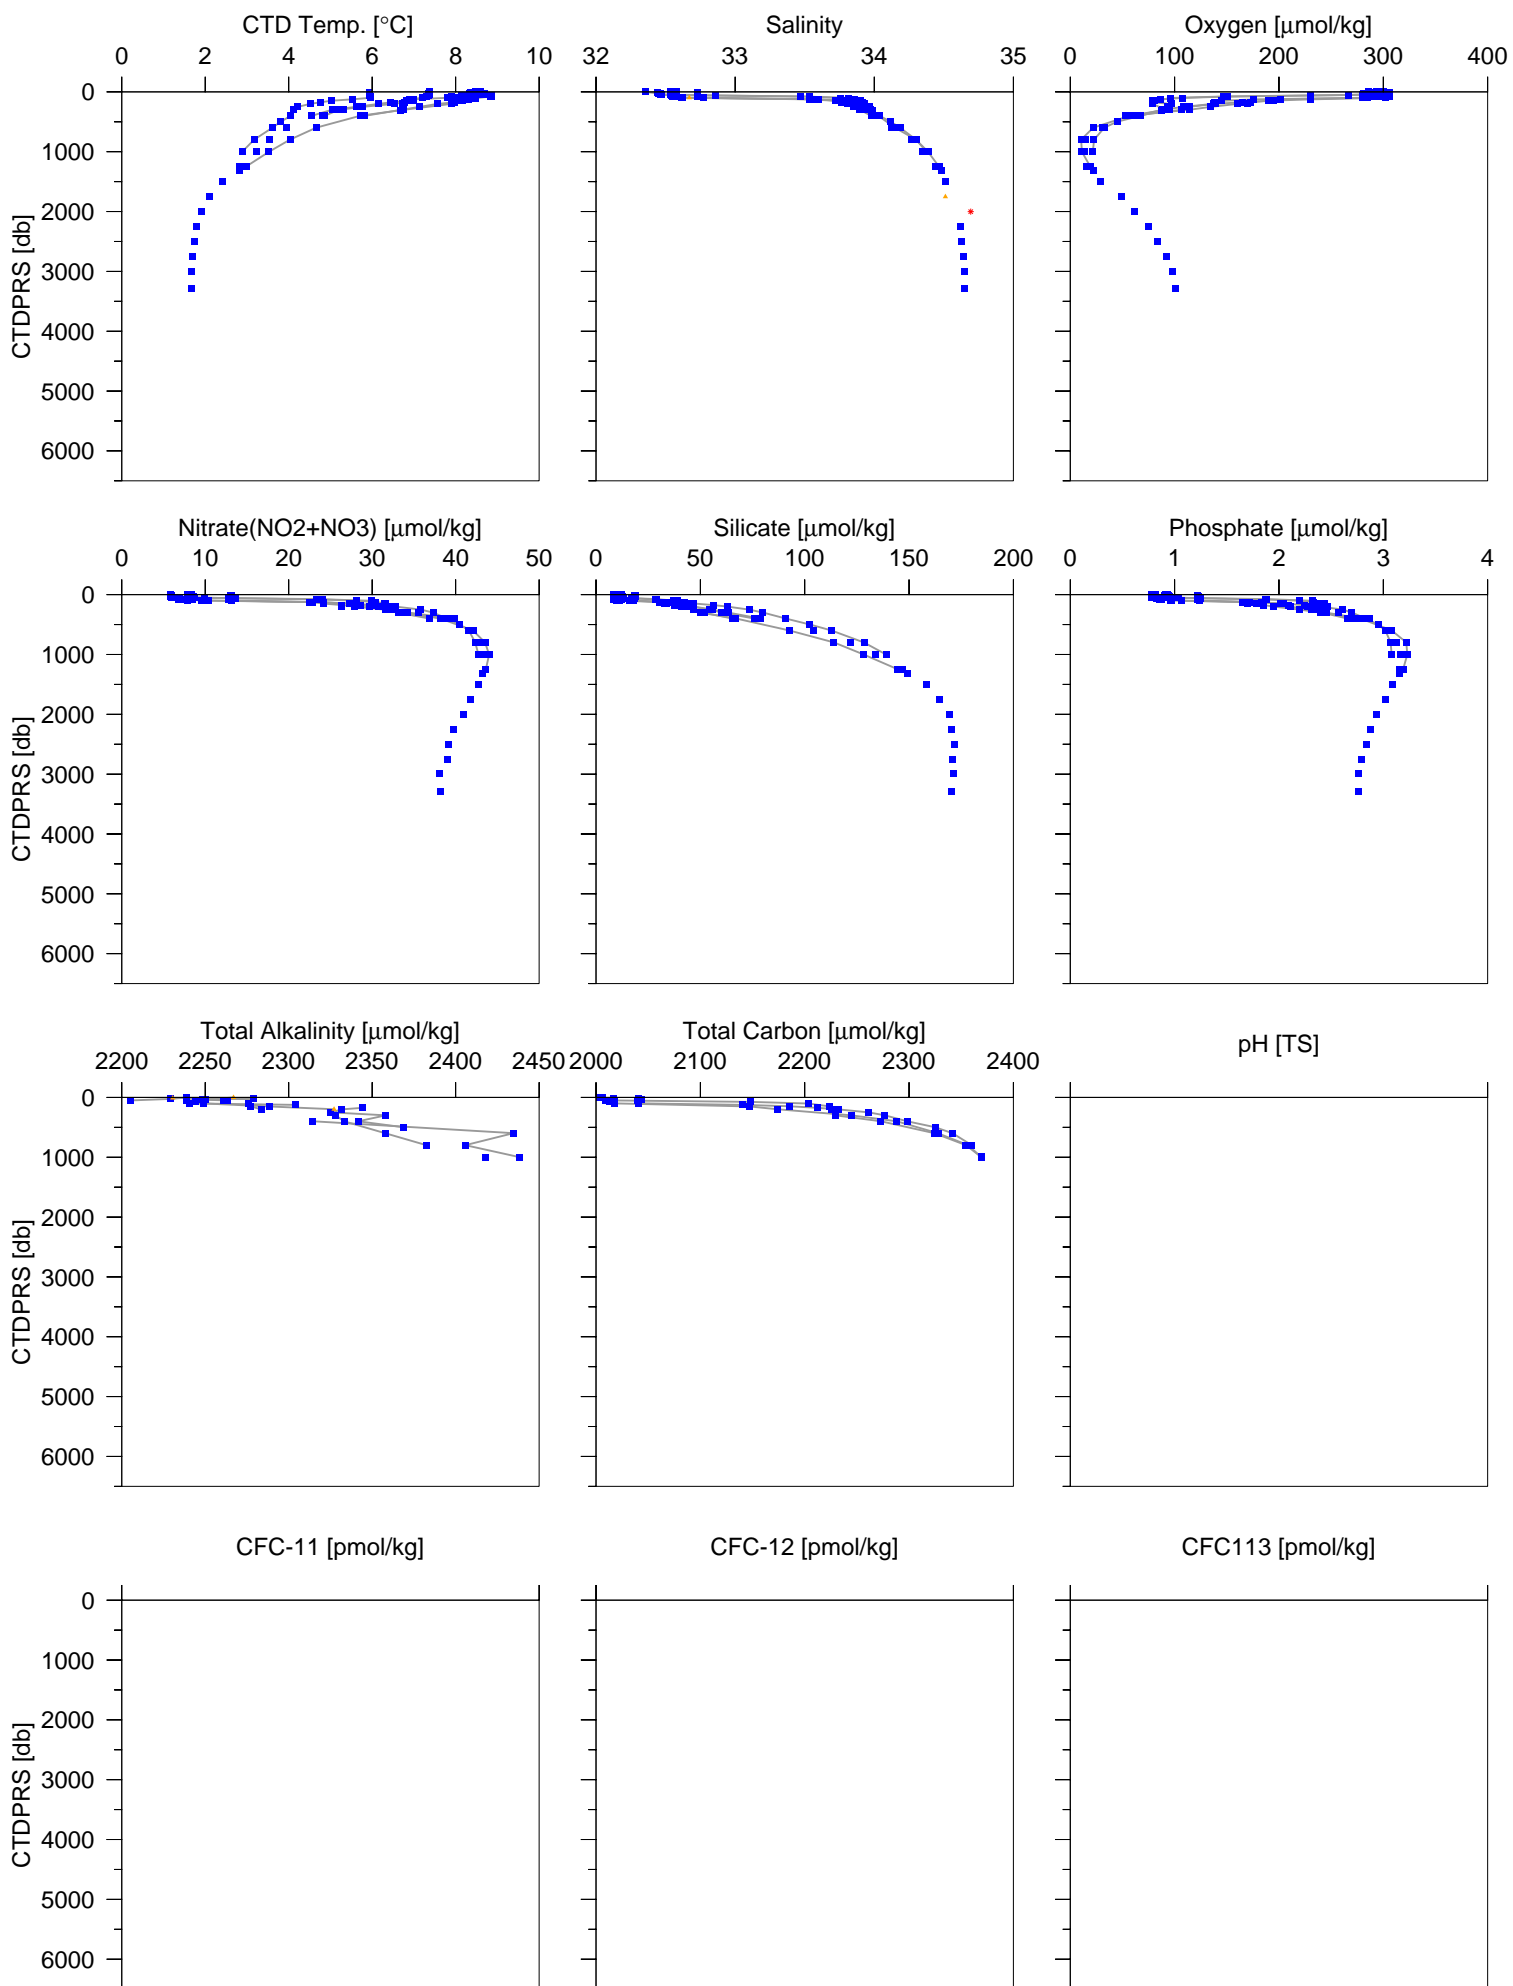 CTD Temp. [°C] Salinity Oxygen [μmol/kg]
0 2 4 6 8 10 32 33 34 35 0 100 200 300 400
0
1000
2000
3000
4000
5000
6000
CTDPRS [db]
Nitrate(NO2+NO3) [μmol/kg] Silicate [μmol/kg] Phosphate [μmol/kg]
0 10 20 30 40 50 0 50 100 150 200 0 1 2 3 4
0
1000
2000
3000
4000
5000
6000
CTDPRS [db]
Total Alkalinity [μmol/kg] Total Carbon [μmol/kg] pH [TS]
2200 2250 2300 2350 2400 2450 2000 2100 2200 2300 2400
0
1000
2000
3000
4000
5000
6000
CTDPRS [db]
CFC-11 [pmol/kg] CFC-12 [pmol/kg] CFC113 [pmol/kg]
0
1000
2000
3000
4000
5000
6000
CTDPRS [db]